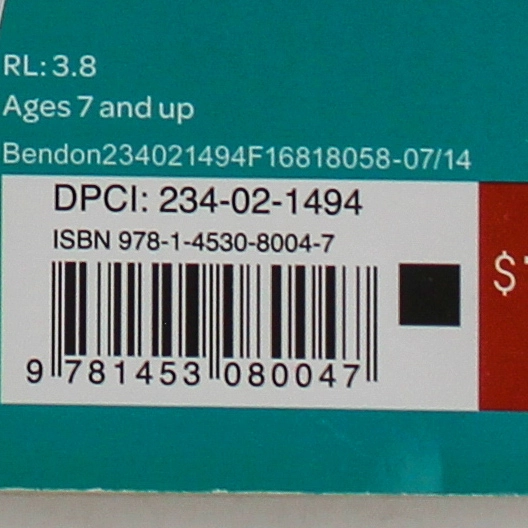 RL: 3.8
Ages 7 and up
Bendon234021494F16818058-07/14
DPCI: 234-02-1494
ISBN 978-1-4530-8004-7
$
9 781453 080047